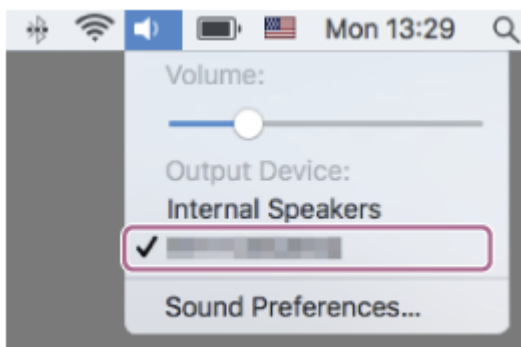 Mon 13:29
Volume:
Output Device:
Internal Speakers
Sound Preferences...